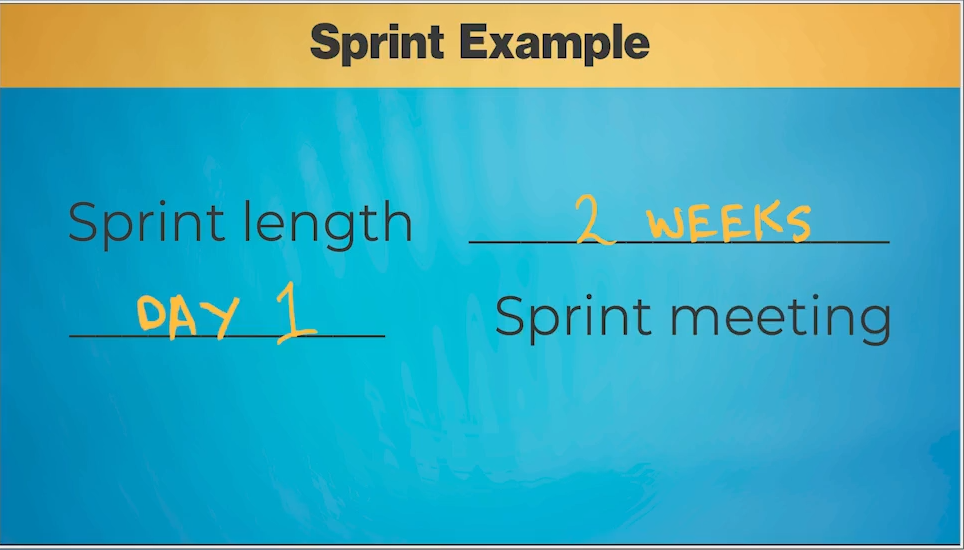 Sprint Example
Sprint length 2 WEEKS
DAY 1 Sprint meeting